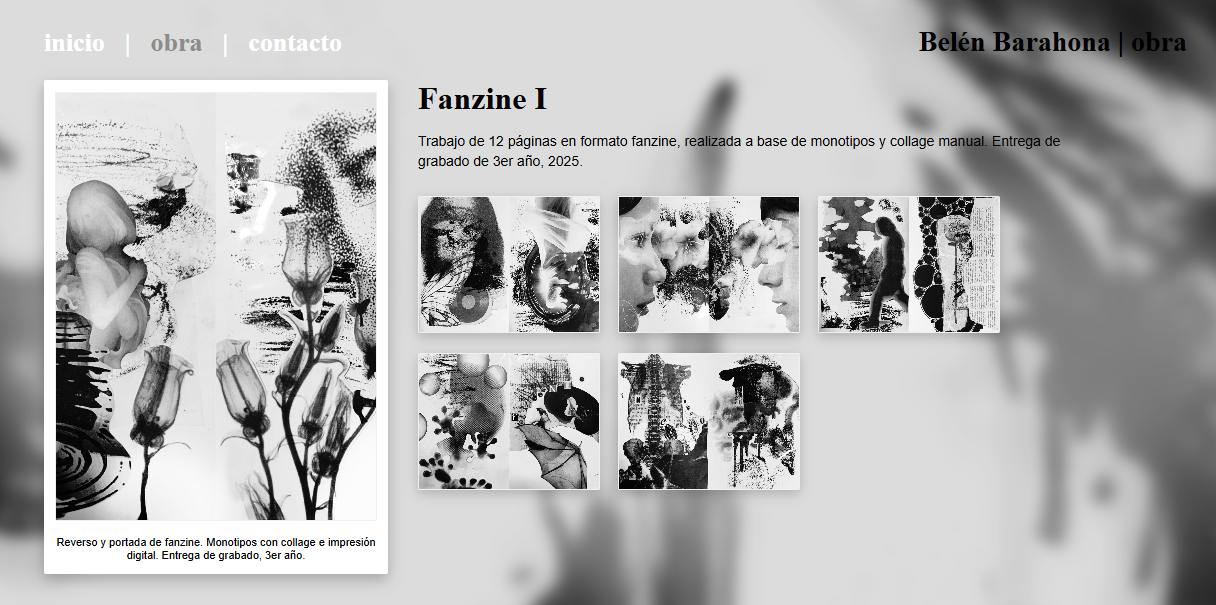 inicio | obra | contacto
Belén Barahona | obra
Fanzine I
Trabajo de 12 páginas en formato fanzine, realizada a base de monotipos y collage manual. Entrega de
grabado de 3er año, 2025.
Reverso y portada de fanzine. Monotipos con collage e impresión
digital. Entrega de grabado, 3er año.